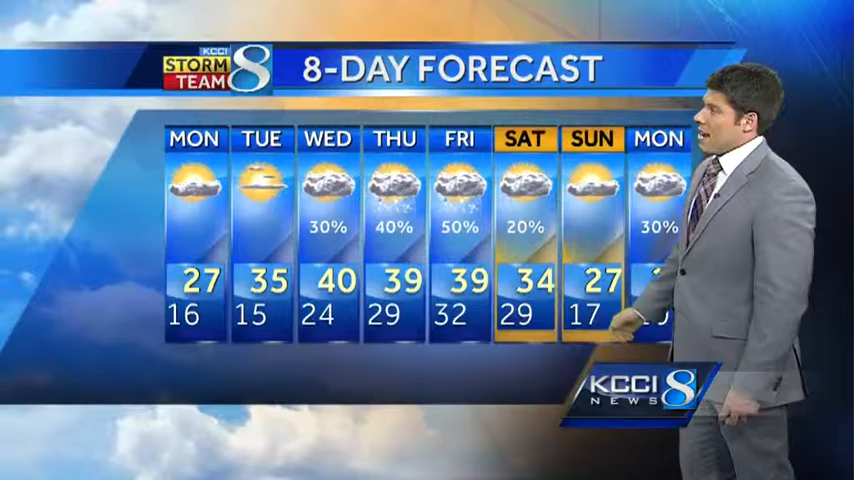 KCCI
STORM
TEAM 8
8-DAY FORECAST
MON TUE WED THU FRI SAT SUN MON
30% 40% 50% 20% 30%
27 35 40 39 39 34 27
16 15 24 29 32 29 17
KCCI 8
NEWS